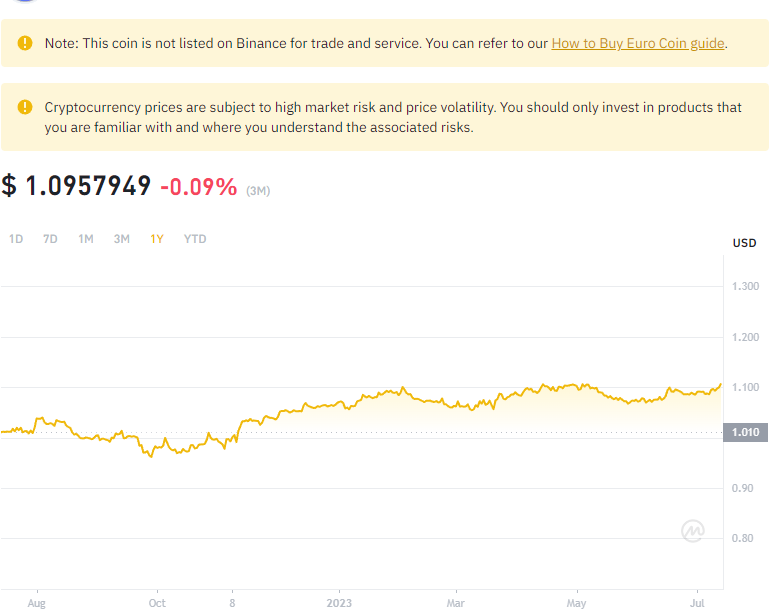 Note: This coin is not listed on Binance for trade and service. You can refer to our How to Buy Euro Coin guide.
Cryptocurrency prices are subject to high market risk and price volatility. You should only invest in products that
you are familiar with and where you understand the associated risks.
$ 1.0957949 -0.09% (3M)
1D 7D 1M 3M 1Y YTD
USD
1.300
1.200
1.100
1.010
0.90
0.80
Aug Oct 8 2023 Mar May Jul